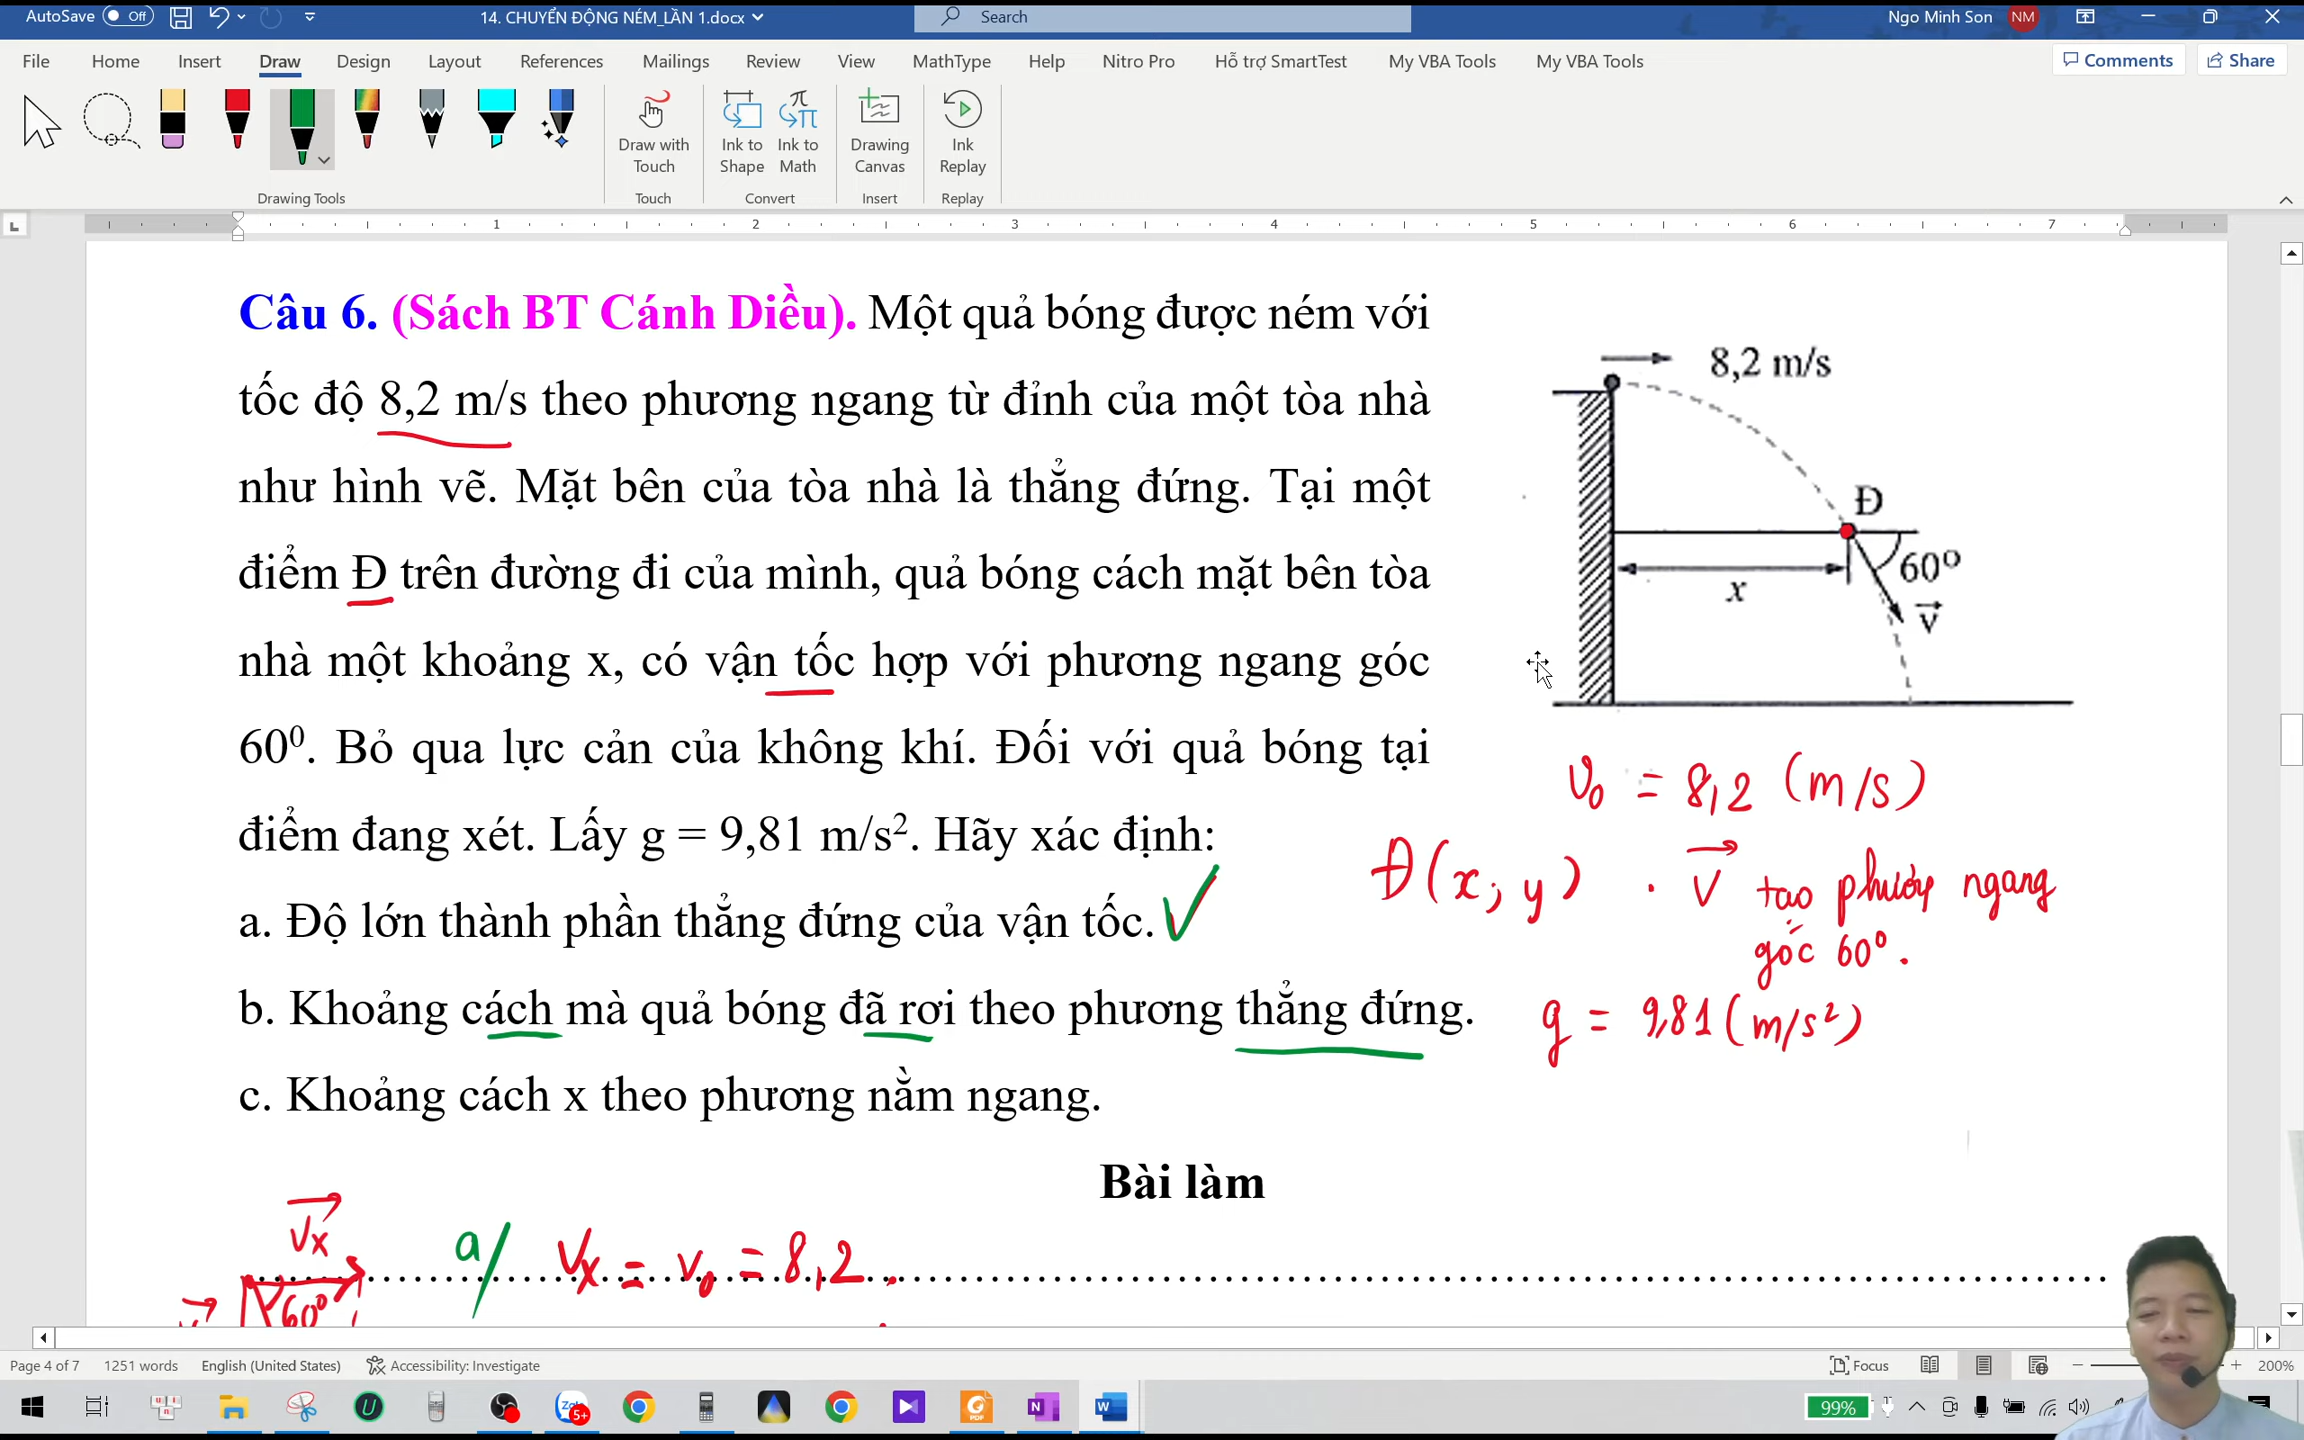 AutoSave Off 14. CHUYỂN ĐỘNG NÉM_LẦN 1.docx Search Ngo Minh Son NM
File Home Insert Draw Design Layout References Mailings Review View MathType Help Nitro Pro Hỗ trợ SmartTest My VBA Tools My VBA Tools Comments Share
Draw with Touch Ink to Shape Ink to Math Drawing Canvas Ink Replay
Drawing Tools Touch Convert Insert Replay
1 2 3 4 5 6 7
Câu 6. (Sách BT Cánh Diều). Một quả bóng được ném với
tốc độ 8,2 m/s theo phương ngang từ đỉnh của một tòa nhà
như hình vẽ. Mặt bên của tòa nhà là thẳng đứng. Tại một
điểm Đ trên đường đi của mình, quả bóng cách mặt bên tòa
nhà một khoảng x, có vận tốc hợp với phương ngang góc
60⁰. Bỏ qua lực cản của không khí. Đối với quả bóng tại
điểm đang xét. Lấy g = 9,81 m/s². Hãy xác định:
a. Độ lớn thành phần thẳng đứng của vận tốc.
b. Khoảng cách mà quả bóng đã rơi theo phương thẳng đứng.
c. Khoảng cách x theo phương nằm ngang.
8,2 m/s
Đ
60⁰
x
v
v₀ = 8,2 (m/s)
Đ(x; y) . v tạo phương ngang
góc 60⁰.
g = 9,81 (m/s²)
Bài làm
vx
a/ vx = v₀ = 8,2.
60⁰
Page 4 of 7 1251 words English (United States) Accessibility: Investigate Focus 200%
99%